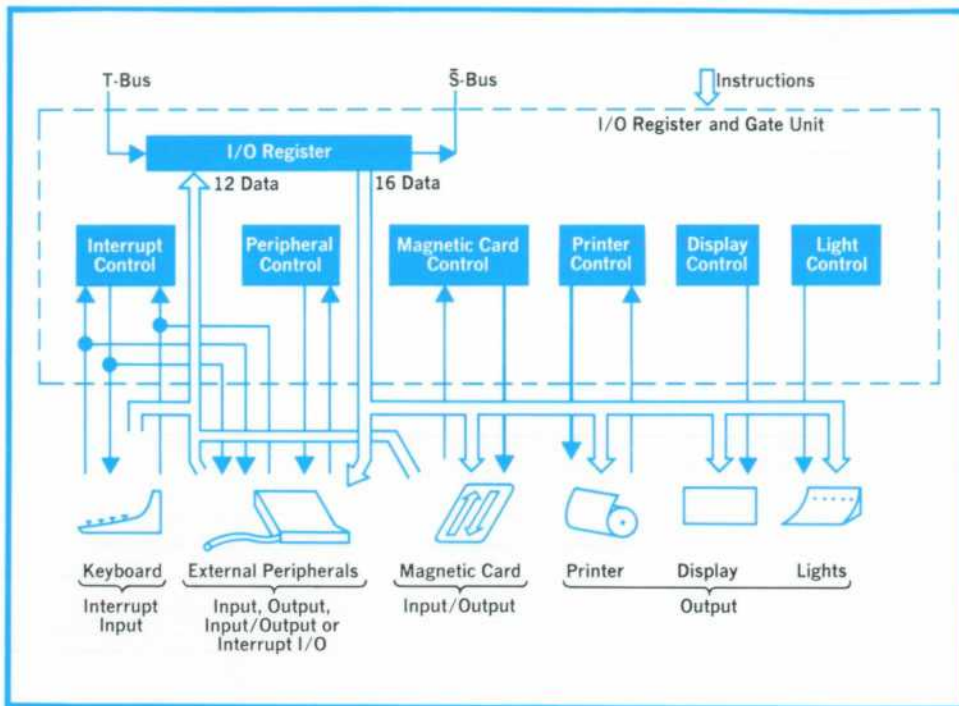 T-Bus
S̄-Bus
Instructions
I/O Register and Gate Unit
I/O Register
12 Data
16 Data
Interrupt
Control
Peripheral
Control
Magnetic Card
Control
Printer
Control
Display
Control
Light
Control
Keyboard
External Peripherals
Magnetic Card
Printer
Display
Lights
Interrupt
Input
Input, Output,
Input/Output or
Interrupt I/O
Input/Output
Output